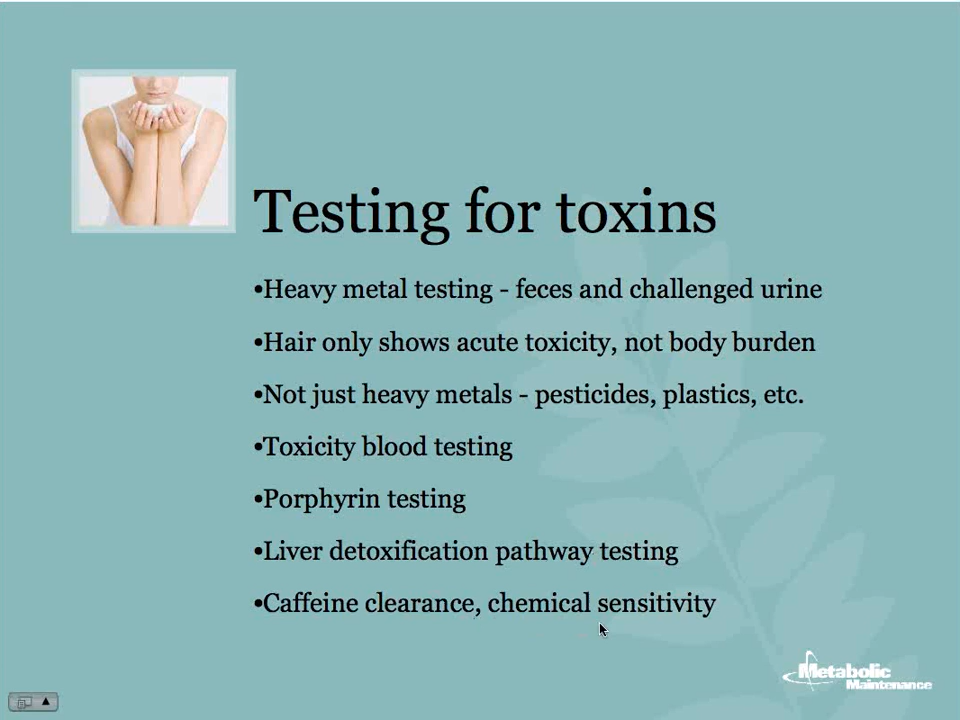 Testing for toxins
•Heavy metal testing - feces and challenged urine
•Hair only shows acute toxicity, not body burden
•Not just heavy metals - pesticides, plastics, etc.
•Toxicity blood testing
•Porphyrin testing
•Liver detoxification pathway testing
•Caffeine clearance, chemical sensitivity
Metabolic
Maintenance